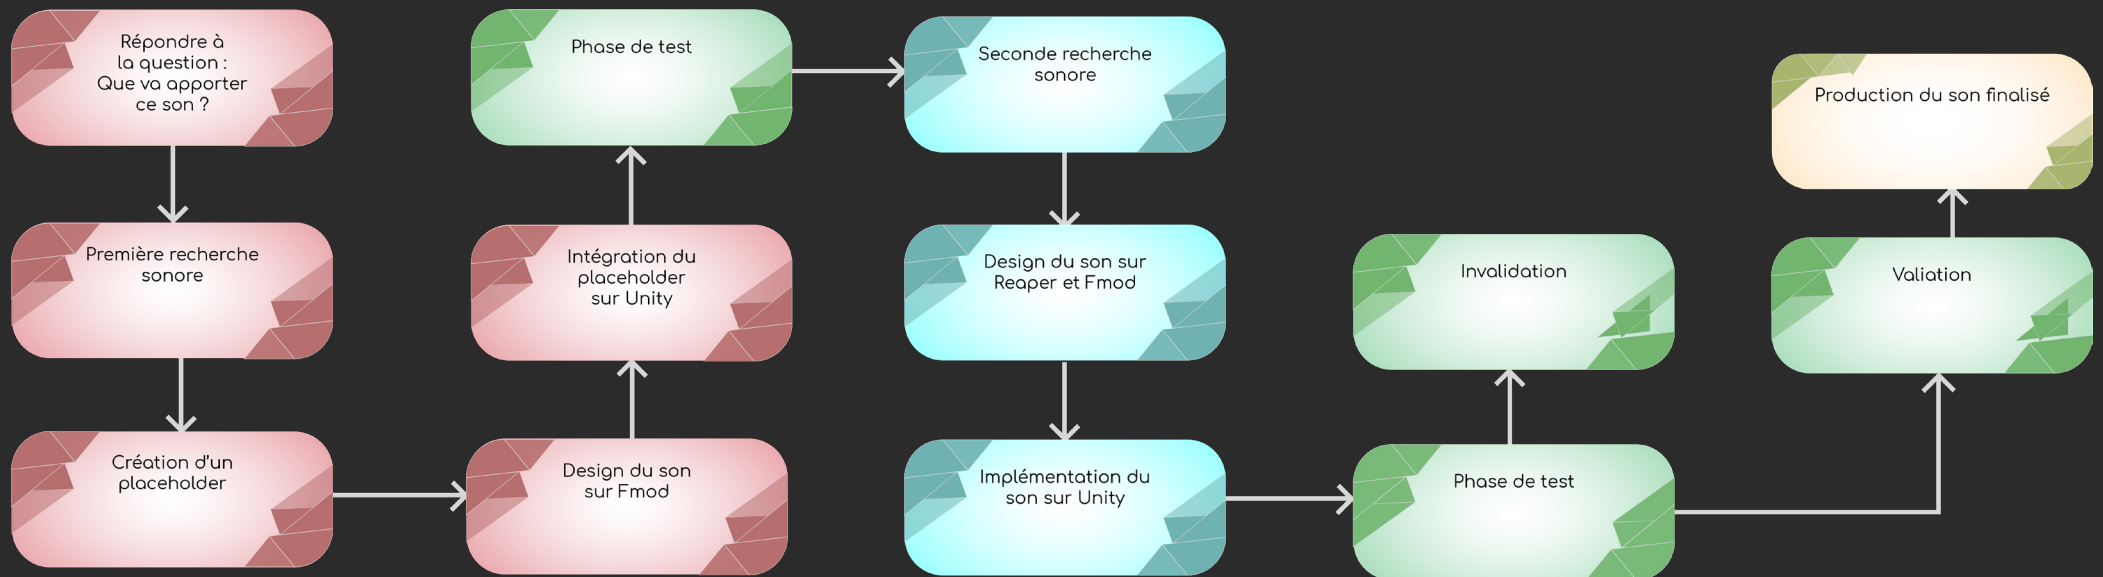 Répondre à
la question :
Que va apporter
ce son ?
Première recherche
sonore
Création d'un
placeholder
Design du son
sur Fmod
Intégration du
placeholder
sur Unity
Phase de test
Seconde recherche
sonore
Design du son sur
Reaper et Fmod
Implémentation du
son sur Unity
Phase de test
Invalidation
Valiation
Production du son finalisé